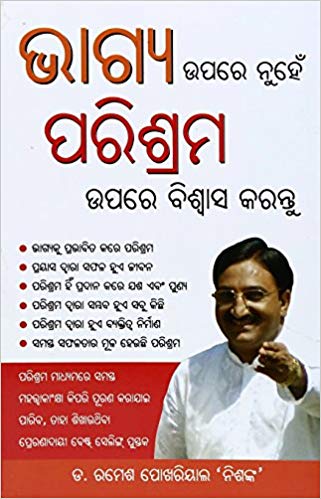 ଭାଗ୍ୟ ଉପରେ ନୁହେଁ
ପରିଶ୍ରମ
ଉପରେ ବିଶ୍ୱାସ କରନ୍ତୁ
• ଭାଗ୍ୟକୁ ପ୍ରଭାବିତ କରେ ପରିଶ୍ରମ
• ପ୍ରୟାସ ଦ୍ୱାରା ସଫଳ ହୁଏ ଜୀବନ
• ପରିଶ୍ରମ ହିଁ ପ୍ରଦାନ କରେ ଯଶ ଏବଂ ପୁଣ୍ୟ
• ପରିଶ୍ରମ ଦ୍ୱାରା ସମ୍ଭବ ହୁଏ ସବୁ କିଛି
• ପରିଶ୍ରମ ଦ୍ୱାରା ହୁଏ ବ୍ୟକ୍ତିତ୍ୱ ନିର୍ମାଣ
• ସମସ୍ତ ସଫଳତାର ମୂଳ ହେଉଛି ପରିଶ୍ରମ
ପରିଶ୍ରମ ମାଧ୍ୟମରେ ସମସ୍ତ
ମହତ୍ତ୍ୱାକାଂକ୍ଷା କିପରି ପୂରଣ କରାଯାଇ
ପାରିବ, ତାହା ଶିଖାଉଥିବା
ପ୍ରେରଣାଦାୟୀ ବେଷ୍ଟ ସେଲିଙ୍ଗ୍ ପୁସ୍ତକ
ଡ. ରମେଶ ପୋଖରିୟାଲ ‘ନିଶଙ୍କ’